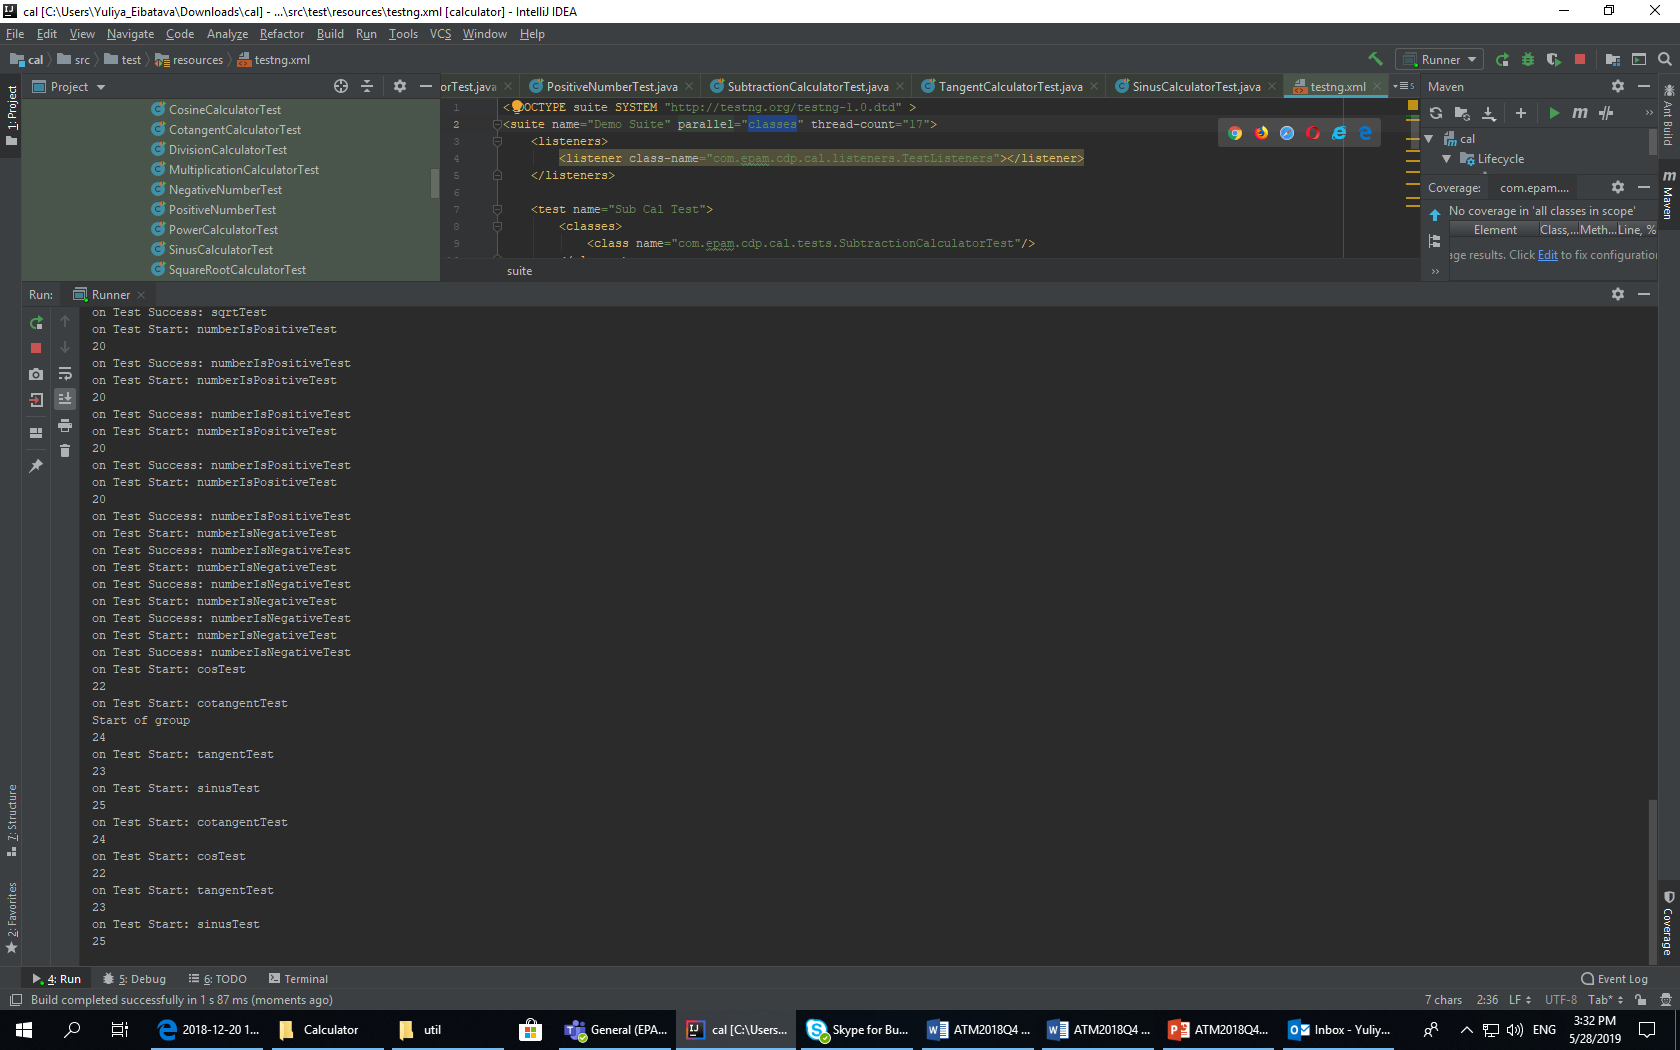 cal [C:\Users\Yuliya_Eibatava\Downloads\cal] - ...\src\test\resources\testng.xml [calculator] - IntelliJ IDEA
File Edit View Navigate Code Analyze Refactor Build Run Tools VCS Window Help
cal src test resources testng.xml
Runner
Project
orTest.java PositiveNumberTest.java SubtractionCalculatorTest.java TangentCalculatorTest.java SinusCalculatorTest.java testng.xml
5
Maven
1: Project
CosineCalculatorTest
CotangentCalculatorTest
DivisionCalculatorTest
MultiplicationCalculatorTest
NegativeNumberTest
PositiveNumberTest
PowerCalculatorTest
SinusCalculatorTest
SquareRootCalculatorTest
1 <!DOCTYPE suite SYSTEM "http://testng.org/testng-1.0.dtd" >
2 <suite name="Demo Suite" parallel="classes" thread-count="17">
3 <listeners>
4 <listener class-name="com.epam.cdp.cal.listeners.TestListeners"></listener>
5 </listeners>
6
7 <test name="Sub Cal Test">
8 <classes>
9 <class name="com.epam.cdp.cal.tests.SubtractionCalculatorTest"/>
suite
cal
Lifecycle
Coverage: com.epam....
No coverage in 'all classes in scope'
Element Class,... Meth... Line, %
age results. Click Edit to fix configuration
Ant Build
Maven
Coverage
Run: Runner
on Test Success: sqrtTest
on Test Start: numberIsPositiveTest
20
on Test Success: numberIsPositiveTest
on Test Start: numberIsPositiveTest
20
on Test Success: numberIsPositiveTest
on Test Start: numberIsPositiveTest
20
on Test Success: numberIsPositiveTest
on Test Start: numberIsPositiveTest
20
on Test Success: numberIsPositiveTest
on Test Start: numberIsNegativeTest
on Test Success: numberIsNegativeTest
on Test Start: numberIsNegativeTest
on Test Success: numberIsNegativeTest
on Test Start: numberIsNegativeTest
on Test Success: numberIsNegativeTest
on Test Start: numberIsNegativeTest
on Test Success: numberIsNegativeTest
on Test Start: cosTest
22
on Test Start: cotangentTest
Start of group
24
on Test Start: tangentTest
23
on Test Start: sinusTest
25
on Test Start: cotangentTest
24
on Test Start: cosTest
22
on Test Start: tangentTest
23
on Test Start: sinusTest
25
7: Structure
2: Favorites
4: Run 5: Debug 6: TODO Terminal Event Log
Build completed successfully in 1 s 87 ms (moments ago) 7 chars 2:36 LF UTF-8 Tab*
2018-12-20 1... Calculator util General (EPA... cal [C:\Users... Skype for Bu... ATM2018Q4 ... ATM2018Q4 ... ATM2018Q4... Inbox - Yuliy... ENG
3:32 PM
5/28/2019